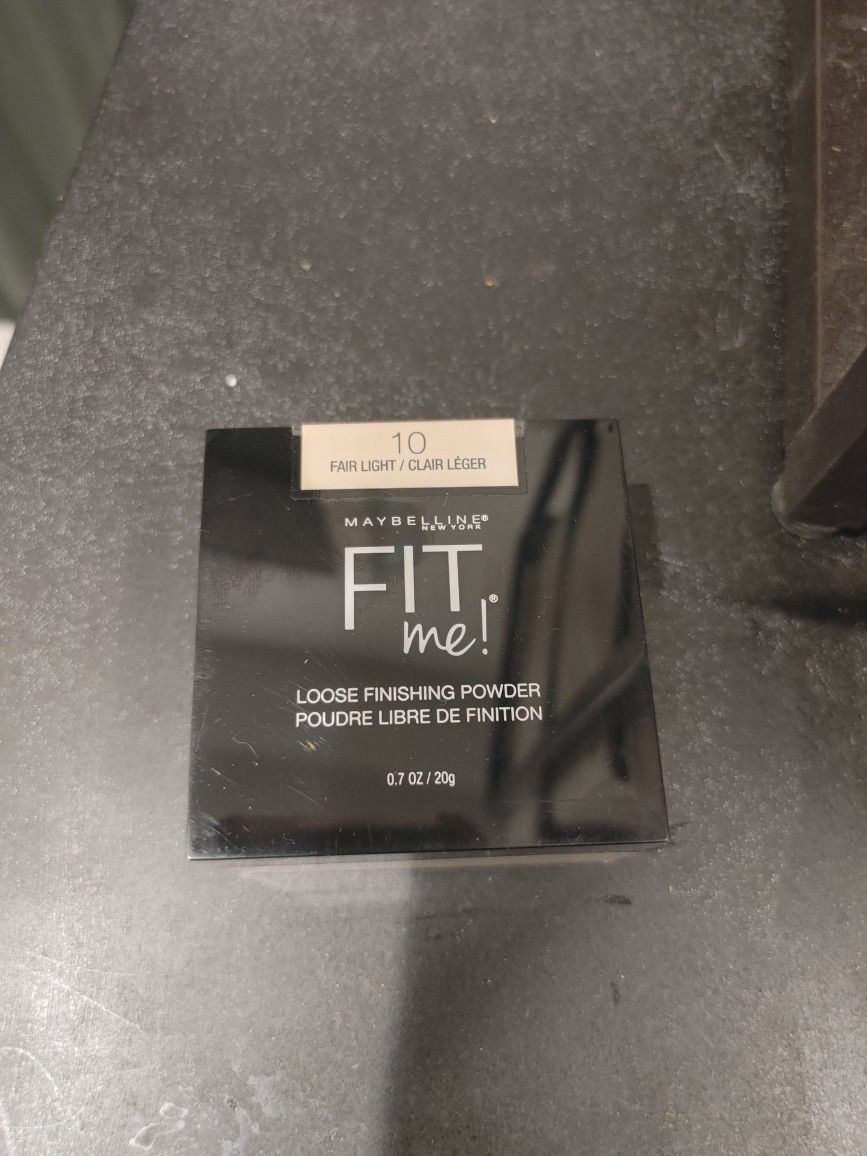 10
FAIR LIGHT / CLAIR LÉGER
MAYBELLINE®
NEW YORK
FIT
me!®
LOOSE FINISHING POWDER
POUDRE LIBRE DE FINITION
0.7 OZ / 20g